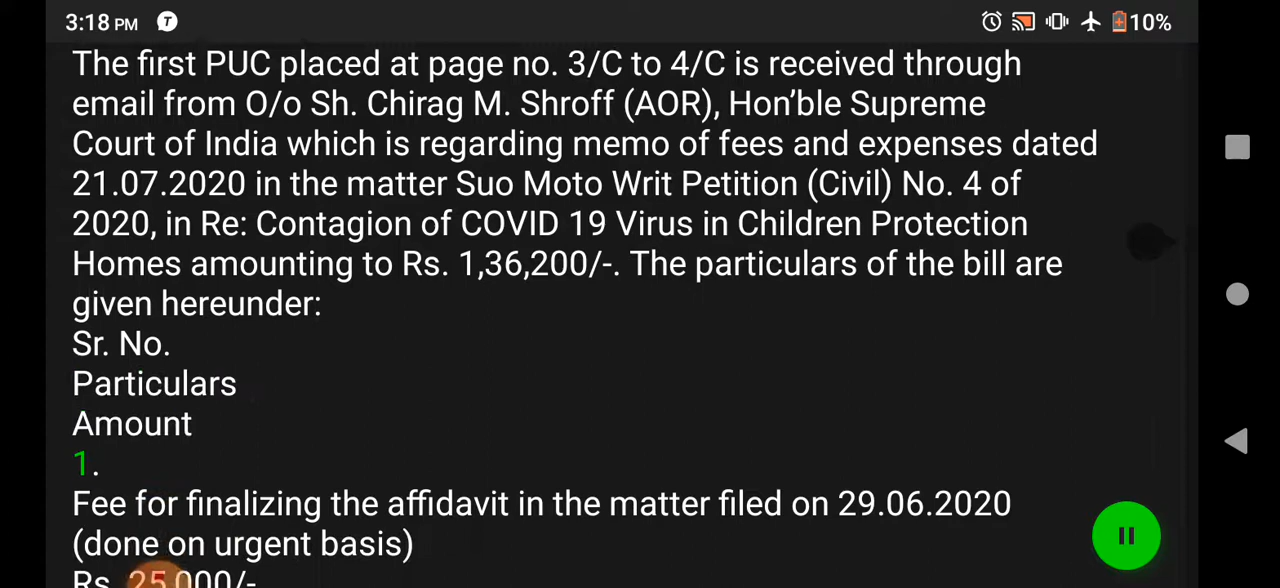 3:18 PM
10%
The first PUC placed at page no. 3/C to 4/C is received through
email from O/o Sh. Chirag M. Shroff (AOR), Hon’ble Supreme
Court of India which is regarding memo of fees and expenses dated
21.07.2020 in the matter Suo Moto Writ Petition (Civil) No. 4 of
2020, in Re: Contagion of COVID 19 Virus in Children Protection
Homes amounting to Rs. 1,36,200/-. The particulars of the bill are
given hereunder:
Sr. No.
Particulars
Amount
1.
Fee for finalizing the affidavit in the matter filed on 29.06.2020
(done on urgent basis)
Rs. 25,000/-